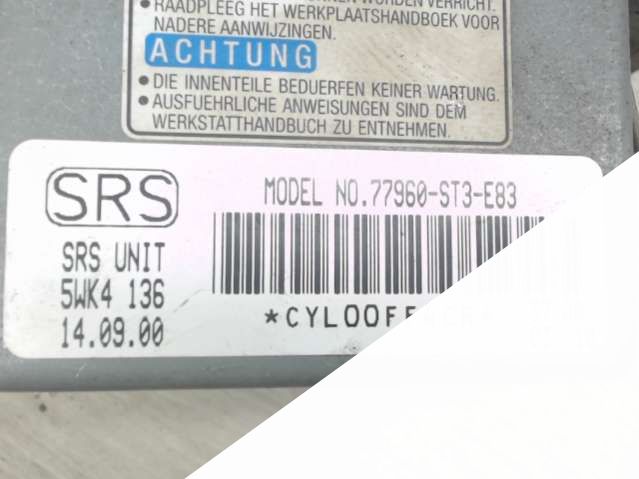 RAADPLEEG HET WERKPLAATSHANDBOEK VOOR
NADERE AANWIJZINGEN.
ACHTUNG
• DIE INNENTEILE BEDUERFEN KEINER WARTUNG.
• AUSFUEHRLICHE ANWEISUNGEN SIND DEM
WERKSTATTHANDBUCH ZU ENTNEHMEN.
SRS
MODEL NO.77960-ST3-E83
SRS UNIT
5WK4 136
14.09.00